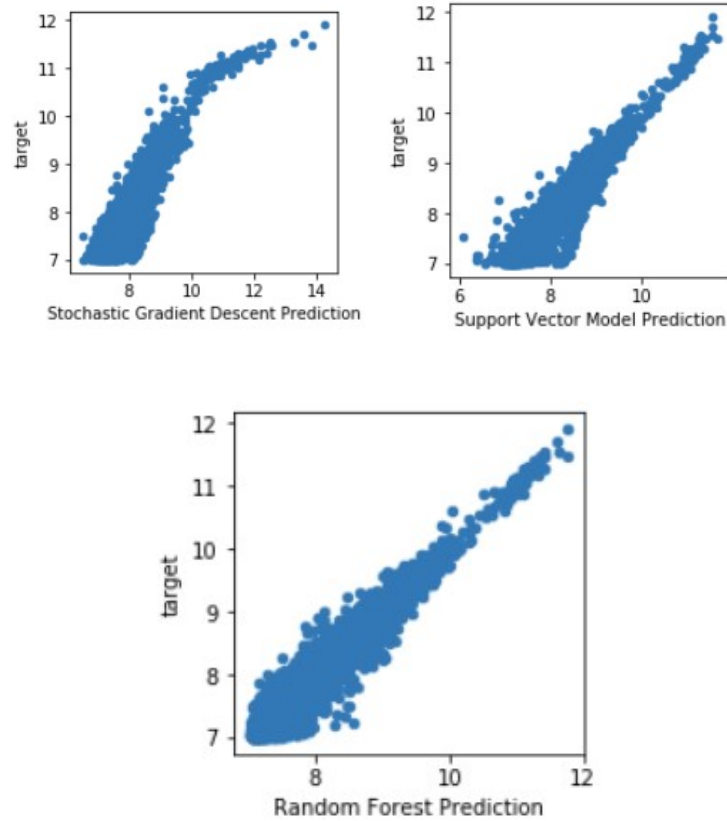 12
11
10
9
8
7
target
8 10 12 14
Stochastic Gradient Descent Prediction
12
11
10
9
8
7
target
6 8 10
Support Vector Model Prediction
12
11
10
9
8
7
target
8 10 12
Random Forest Prediction